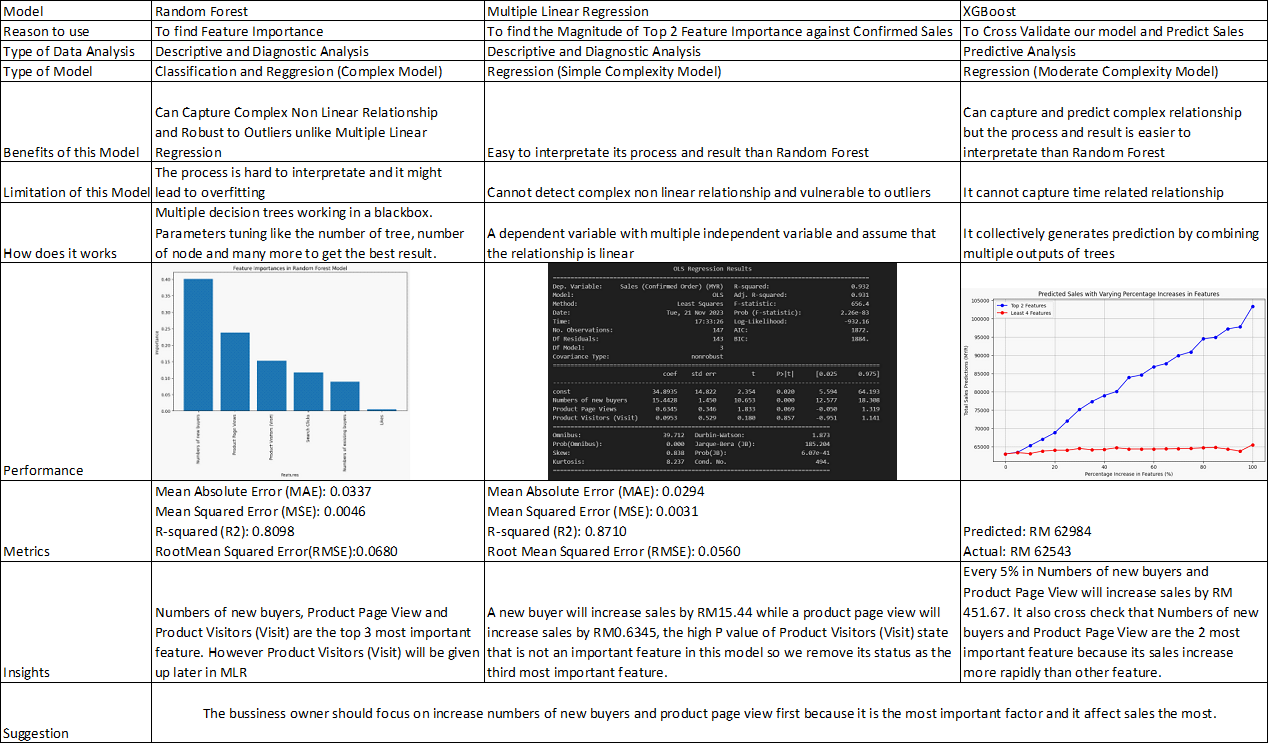 Model
Random Forest
Multiple Linear Regression
XGBoost
Reason to use
To find Feature Importance
To find the Magnitude of Top 2 Feature Importance against Confirmed Sales
To Cross Validate our model and Predict Sales
Type of Data Analysis
Descriptive and Diagnostic Analysis
Descriptive and Diagnostic Analysis
Predictive Analysis
Type of Model
Classification and Reggresion (Complex Model)
Regression (Simple Complexity Model)
Regression (Moderate Complexity Model)
Benefits of this Model
Can Capture Complex Non Linear Relationship
and Robust to Outliers unlike Multiple Linear
Regression
Easy to interpretate its process and result than Random Forest
Can capture and predict complex relationship
but the process and result is easier to
interpretate than Random Forest
Limitation of this Model
The process is hard to interpretate and it might
lead to overfitting
Cannot detect complex non linear relationship and vulnerable to outliers
It cannot capture time related relationship
How does it works
Multiple decision trees working in a blackbox.
Parameters tuning like the number of tree, number
of node and many more to get the best result.
A dependent variable with multiple independent variable and assume that
the relationship is linear
It collectively generates prediction by combining
multiple outputs of trees
Performance
Feature Importances in Random Forest Model
Importance
0.40
0.35
0.30
0.25
0.20
0.15
0.10
0.05
0.00
Numbers of new buyers
Product Page Views
Product Visitors (Visit)
Search Clicks
Numbers of existing buyers
Likes
Features
OLS Regression Results
Dep. Variable: Sales (Confirmed Order) (MYR) R-squared: 0.932
Model: OLS Adj. R-squared: 0.931
Method: Least Squares F-statistic: 656.4
Date: Tue, 21 Nov 2023 Prob (F-statistic): 2.26e-83
Time: 17:33:26 Log-Likelihood: -932.16
No. Observations: 147 AIC: 1872.
Df Residuals: 143 BIC: 1884.
Df Model: 3
Covariance Type: nonrobust
coef std err t P>|t| [0.025 0.975]
const 34.8935 14.822 2.354 0.020 5.594 64.193
Numbers of new buyers 15.4428 1.450 10.653 0.000 12.577 18.308
Product Page Views 0.6345 0.346 1.833 0.069 -0.050 1.319
Product Visitors (Visit) 0.0953 0.529 0.180 0.857 -0.951 1.141
Omnibus: 39.712 Durbin-Watson: 1.873
Prob(Omnibus): 0.000 Jarque-Bera (JB): 185.204
Skew: 0.838 Prob(JB): 6.07e-41
Kurtosis: 8.237 Cond. No. 494.
Predicted Sales with Varying Percentage Increases in Features
Top 2 Features
Least 4 Features
Total Sales Predictions (MYR)
105000
100000
95000
90000
85000
80000
75000
70000
65000
0 20 40 60 80 100
Percentage Increase in Features (%)
Metrics
Mean Absolute Error (MAE): 0.0337
Mean Squared Error (MSE): 0.0046
R-squared (R2): 0.8098
RootMean Squared Error(RMSE):0.0680
Mean Absolute Error (MAE): 0.0294
Mean Squared Error (MSE): 0.0031
R-squared (R2): 0.8710
Root Mean Squared Error (RMSE): 0.0560
Predicted: RM 62984
Actual: RM 62543
Insights
Numbers of new buyers, Product Page View and
Product Visitors (Visit) are the top 3 most important
feature. However Product Visitors (Visit) will be given
up later in MLR
A new buyer will increase sales by RM15.44 while a product page view will
increase sales by RM0.6345, the high P value of Product Visitors (Visit) state
that is not an important feature in this model so we remove its status as the
third most important feature.
Every 5% in Numbers of new buyers and
Product Page View will increase sales by RM
451.67. It also cross check that Numbers of new
buyers and Product Page View are the 2 most
important feature because its sales increase
more rapidly than other feature.
Suggestion
The bussiness owner should focus on increase numbers of new buyers and product page view first because it is the most important factor and it affect sales the most.